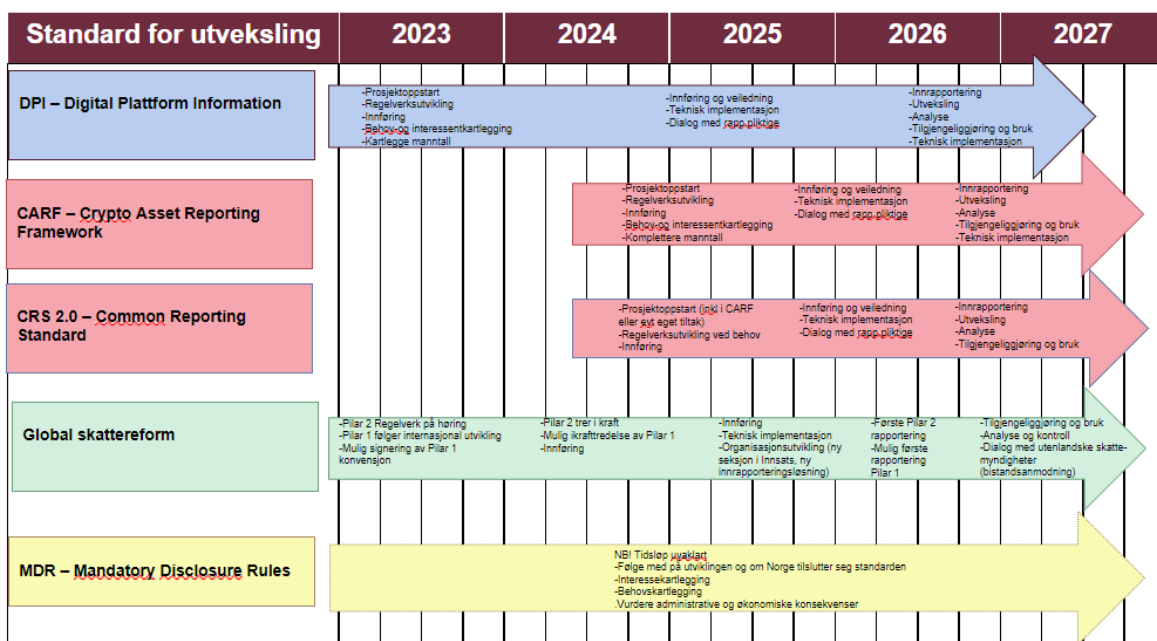 Standard for utveksling 2023 2024 2025 2026 2027
DPI – Digital Plattform Information
-Prosjektoppstart
-Regelverksutvikling
-Innføring
-Behov-og interessentkartlegging
-Kartlegge manntall
-Innføring og veiledning
-Teknisk implementasjon
-Dialog med rapp.pliktige
-Innrapportering
-Utveksling
-Analyse
-Tilgjengeliggjøring og bruk
-Teknisk implementasjon
CARF – Crypto Asset Reporting
Framework
-Prosjektoppstart
-Regelverksutvikling
-Innføring
-Behov-og interessentkartlegging
-Komplettere manntall
-Innføring og veiledning
-Teknisk implementasjon
-Dialog med rapp.pliktige
-Innrapportering
-Utveksling
-Analyse
-Tilgjengeliggjøring og bruk
-Teknisk implementasjon
CRS 2.0 – Common Reporting
Standard
-Prosjektoppstart (inkl i CARF
eller evt eget tiltak)
-Regelverksutvikling ved behov
-Innføring
-Innføring og veiledning
-Teknisk implementasjon
-Dialog med rapp.pliktige
-Innrapportering
-Utveksling
-Analyse
-Tilgjengeliggjøring og bruk
Global skattereform
-Pilar 2 Regelverk på høring
-Pilar 1 følger internasjonal utvikling
-Mulig signering av Pilar 1
konvensjon
-Pilar 2 trer i kraft
-Mulig ikrafttredelse av Pilar 1
-Innføring
-Innføring
-Teknisk implementasjon
-Organisasjonsutvikling (ny
seksjon i Innsats, ny
innrapporteringsløsning)
-Første Pilar 2
rapportering
-Mulig første
rapportering
Pilar 1
-Tilgjengeliggjøring og bruk
-Analyse og kontroll
-Dialog med utenlandske skatte-
myndigheter
(bistandsanmodning)
MDR – Mandatory Disclosure Rules
NB! Tidsløp uvaklart
-Følge med på utviklingen og om Norge tilslutter seg standarden
-Interessekartlegging
-Behovskartlegging
.Vurdere administrative og økonomiske konsekvenser